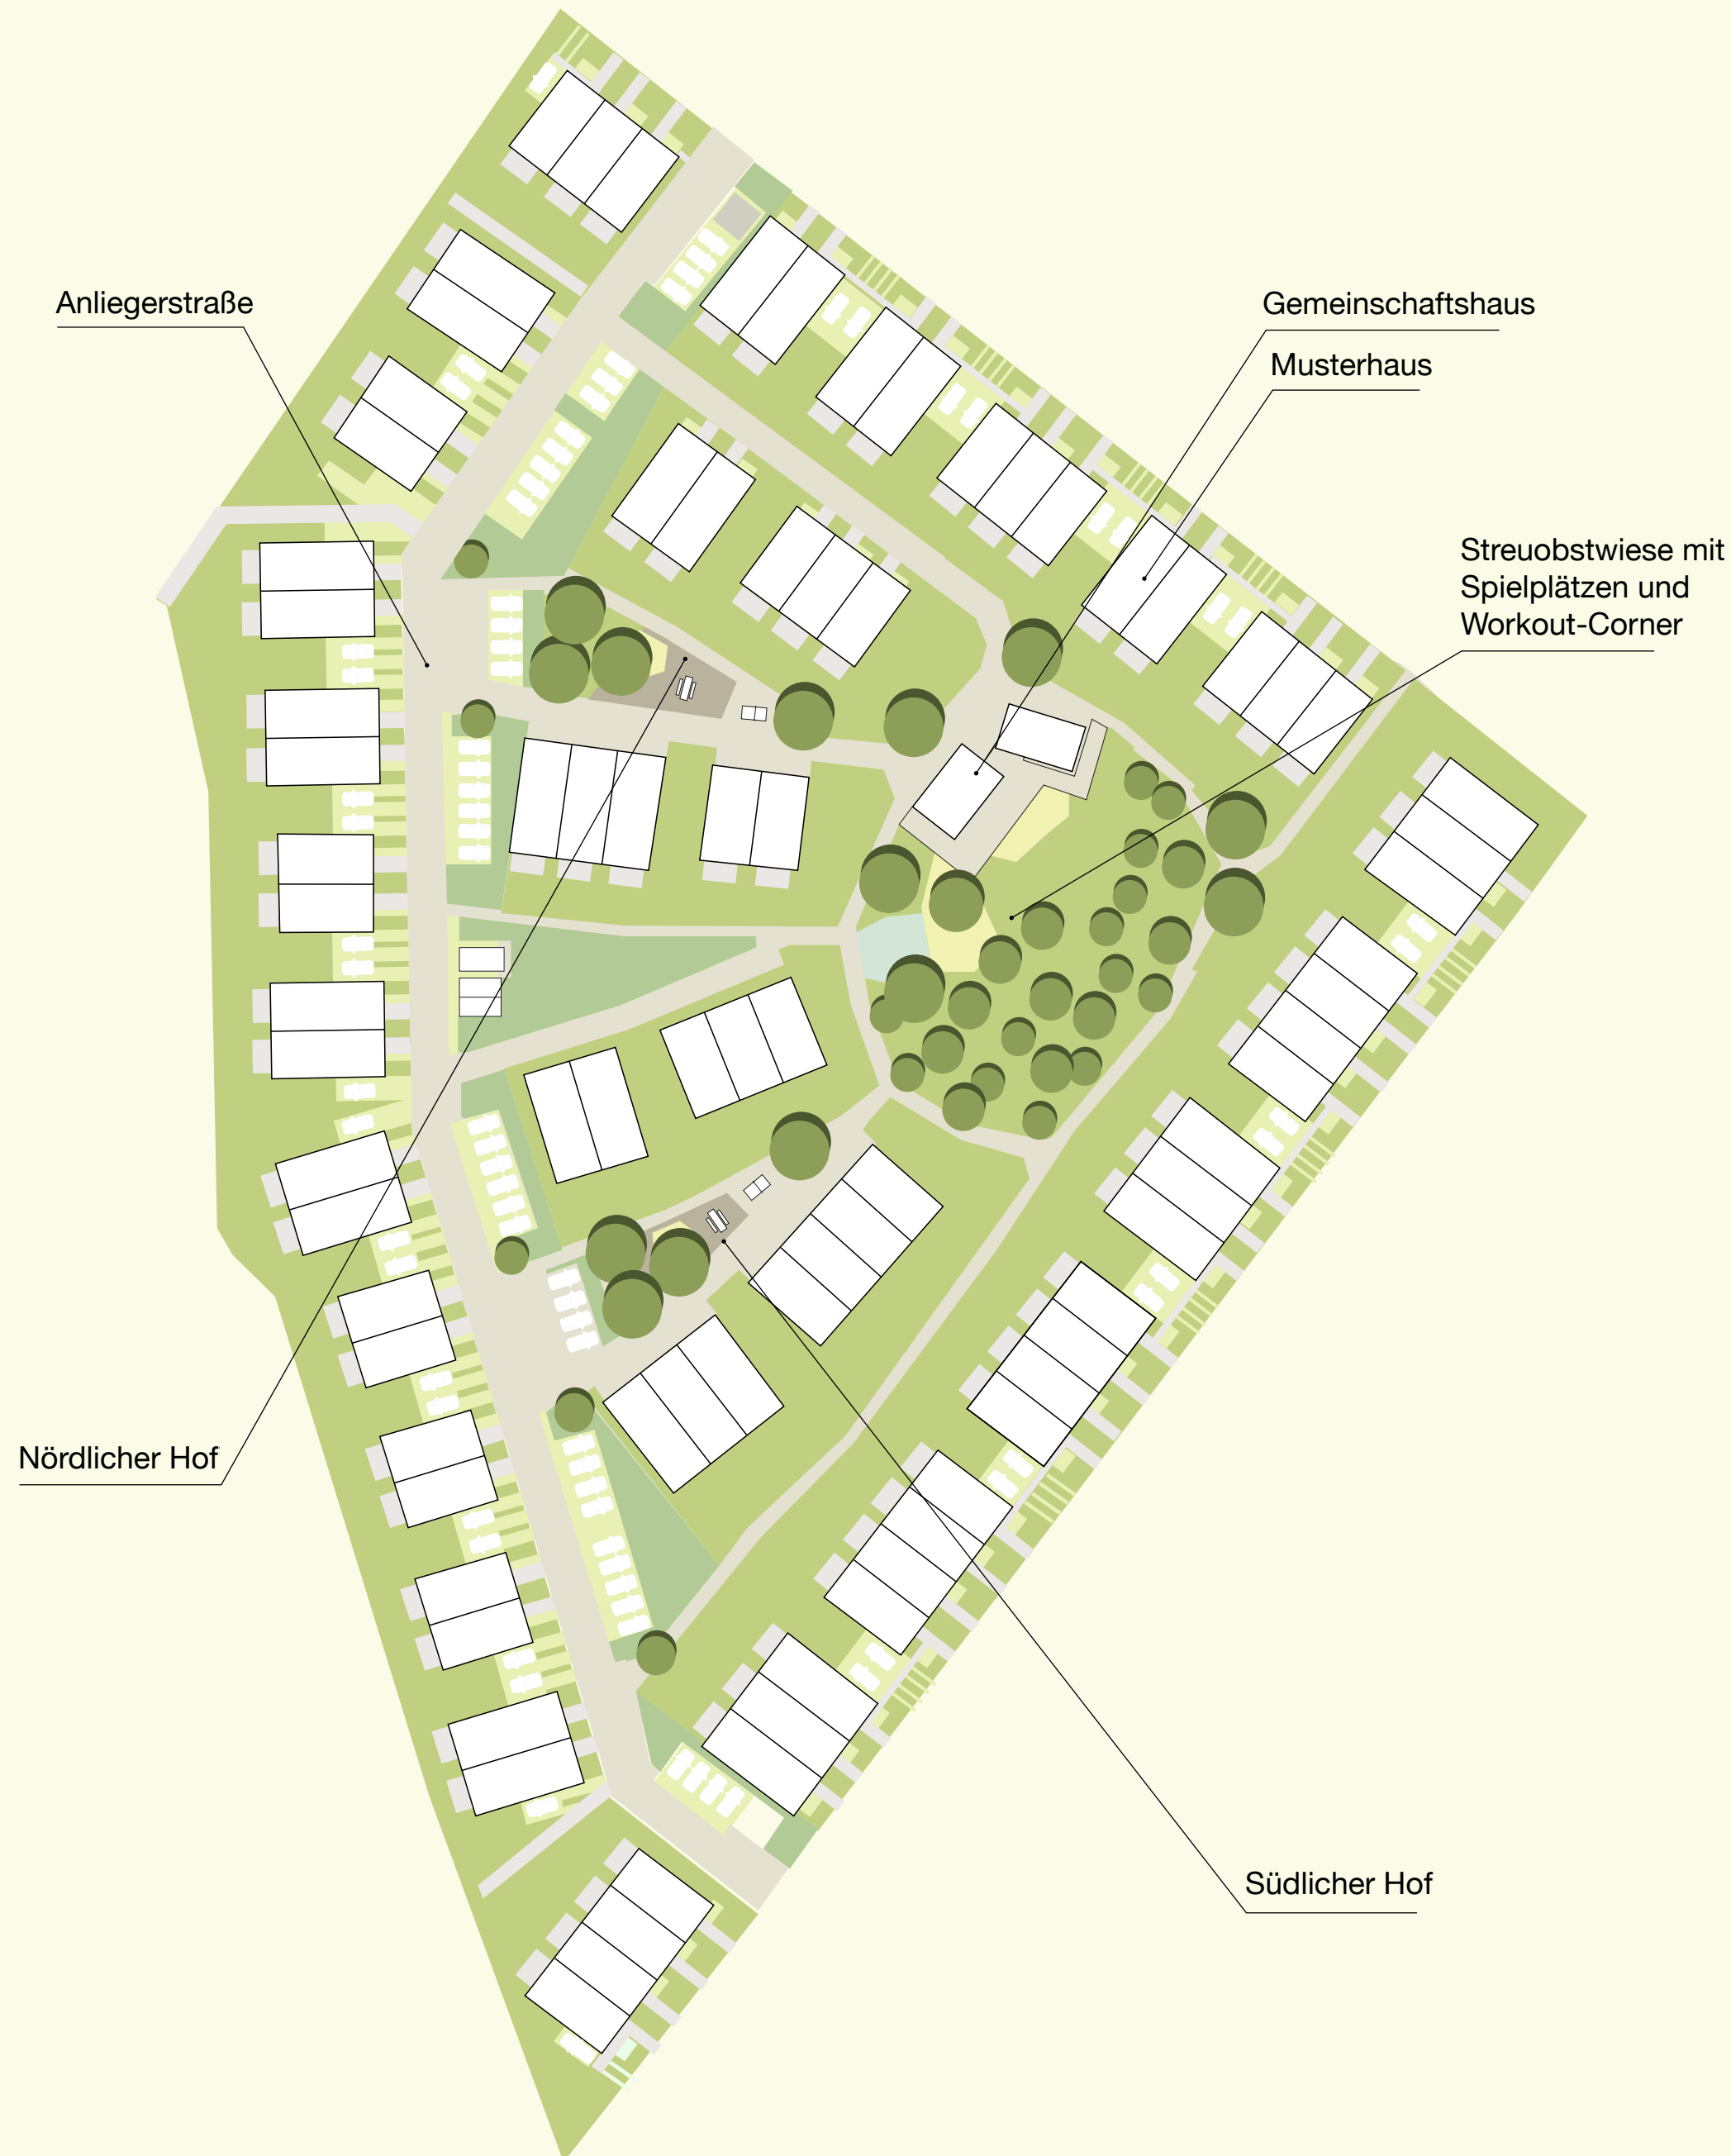 Anliegerstraße
Gemeinschaftshaus
Musterhaus
Streuobstwiese mit
Spielplätzen und
Workout-Corner
Nördlicher Hof
Südlicher Hof